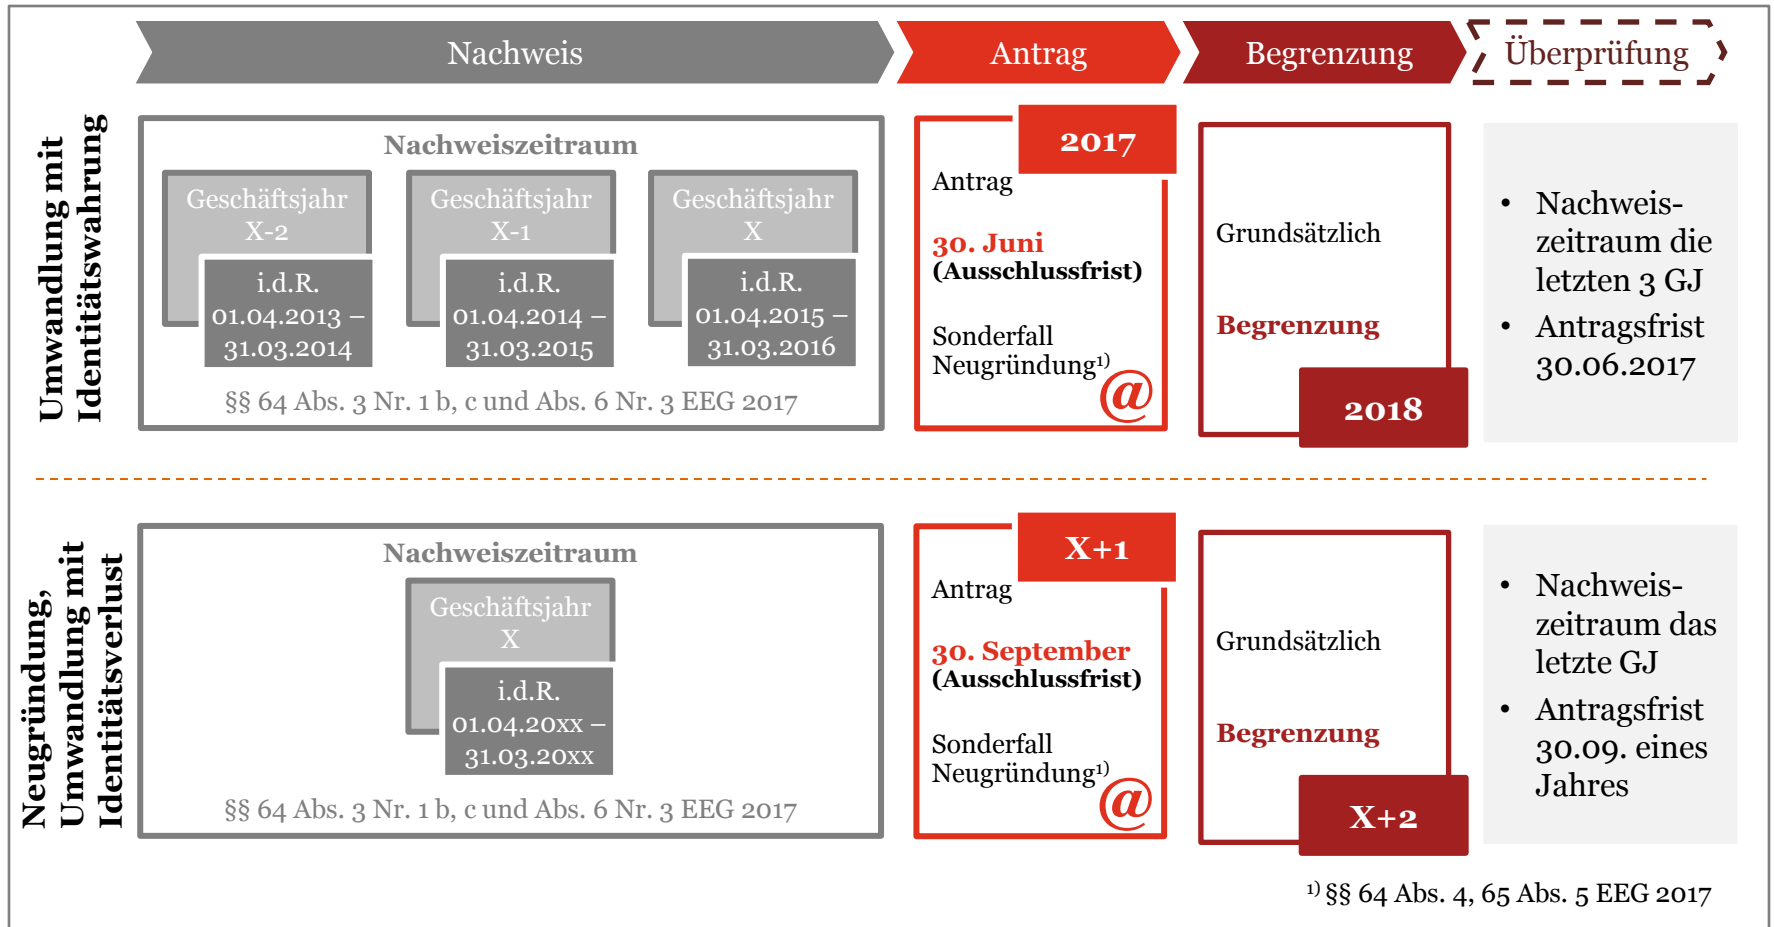 Nachweis
Antrag
Begrenzung
Überprüfung
Umwandlung mit
Identitätswahrung
Nachweiszeitraum
Geschäftsjahr
X-2
i.d.R.
01.04.2013 –
31.03.2014
Geschäftsjahr
X-1
i.d.R.
01.04.2014 –
31.03.2015
Geschäftsjahr
X
i.d.R.
01.04.2015 –
31.03.2016
§§ 64 Abs. 3 Nr. 1 b, c und Abs. 6 Nr. 3 EEG 2017
2017
Antrag
30. Juni
(Ausschlussfrist)
Sonderfall
Neugründung¹⁾
@
Grundsätzlich
Begrenzung
2018
• Nachweis-
zeitraum die
letzten 3 GJ
• Antragsfrist
30.06.2017
Neugründung,
Umwandlung mit
Identitätsverlust
Nachweiszeitraum
Geschäftsjahr
X
i.d.R.
01.04.20xx –
31.03.20xx
§§ 64 Abs. 3 Nr. 1 b, c und Abs. 6 Nr. 3 EEG 2017
X+1
Antrag
30. September
(Ausschlussfrist)
Sonderfall
Neugründung¹⁾
@
Grundsätzlich
Begrenzung
X+2
• Nachweis-
zeitraum das
letzte GJ
• Antragsfrist
30.09. eines
Jahres
¹⁾ §§ 64 Abs. 4, 65 Abs. 5 EEG 2017